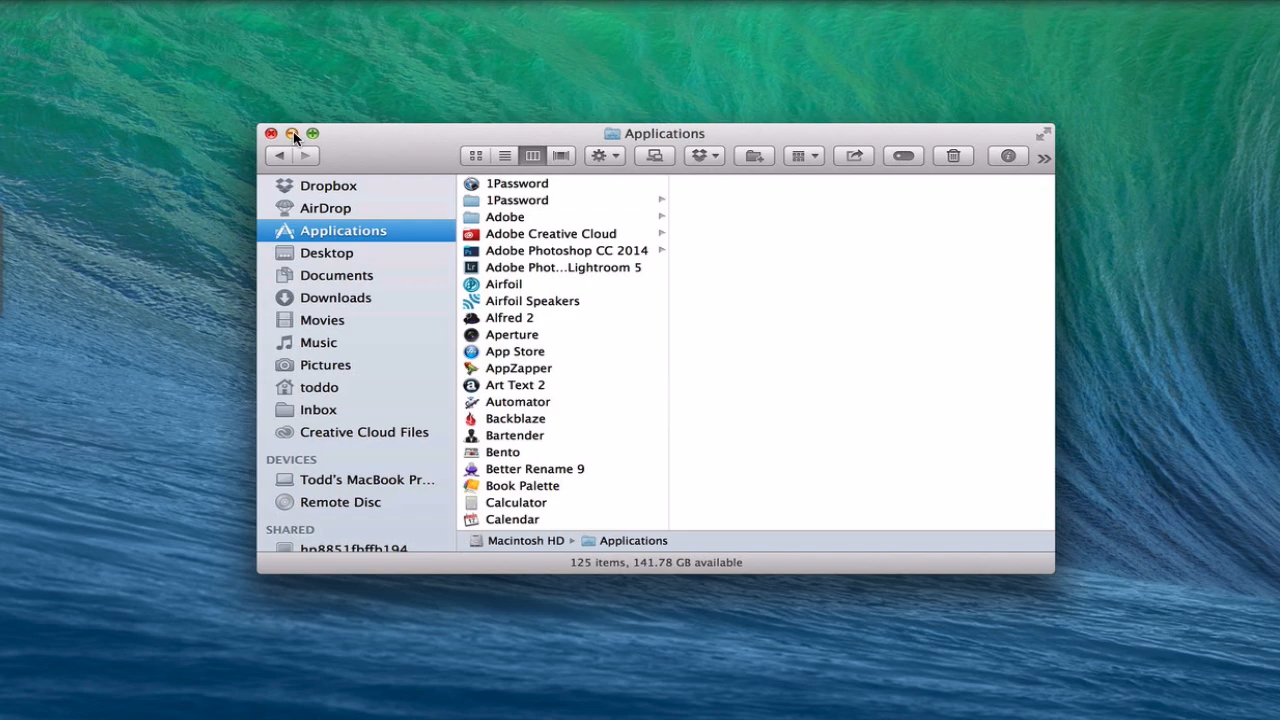 Applications
Dropbox
AirDrop
Applications
Desktop
Documents
Downloads
Movies
Music
Pictures
toddo
Inbox
Creative Cloud Files
DEVICES
Todd's MacBook Pr...
Remote Disc
SHARED
hp8851fbffb194
1Password
1Password
Adobe
Adobe Creative Cloud
Adobe Photoshop CC 2014
Adobe Phot...Lightroom 5
Airfoil
Airfoil Speakers
Alfred 2
Aperture
App Store
AppZapper
Art Text 2
Automator
Backblaze
Bartender
Bento
Better Rename 9
Book Palette
Calculator
Calendar
Macintosh HD ▸ Applications
125 items, 141.78 GB available